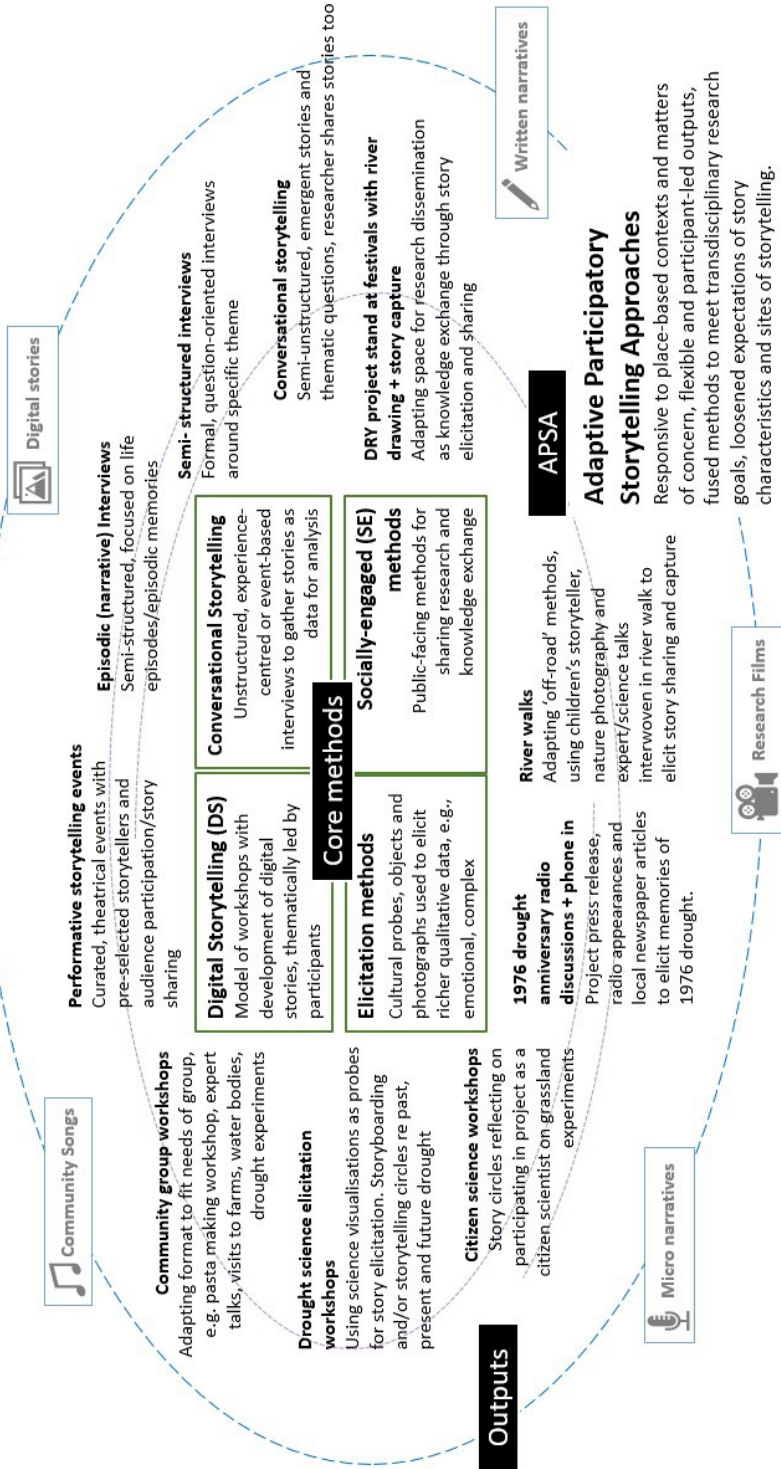 Community Songs
Digital stories
Performative storytelling events
Curated, theatrical events with
pre-selected storytellers and
audience participation/story
sharing
Episodic (narrative) Interviews
Semi-structured, focused on life
episodes/episodic memories
Community group workshops
Adapting format to fit needs of group,
e.g. pasta making workshop, expert
talks, visits to farms, water bodies,
drought experiments
Semi- structured interviews
Formal, question-oriented interviews
around specific theme
Digital Storytelling (DS)
Model of workshops with
development of digital
stories, thematically led by
participants
Conversational Storytelling
Unstructured, experience-
centred or event-based
interviews to gather stories as
data for analysis
Conversational storytelling
Semi-unstructured, emergent stories and
thematic questions, researcher shares stories too
Core methods
Drought science elicitation
workshops
Using science visualisations as probes
for story elicitation. Storyboarding
and/or storytelling circles re past,
present and future drought
Elicitation methods
Cultural probes, objects and
photographs used to elicit
richer qualitative data, e.g.,
emotional, complex
Socially-engaged (SE)
methods
Public-facing methods for
sharing research and
knowledge exchange
DRY project stand at festivals with river
drawing + story capture
Adapting space for research dissemination
as knowledge exchange through story
elicitation and sharing
Written narratives
Citizen science workshops
Story circles reflecting on
participating in project as a
citizen scientist on grassland
experiments
1976 drought
anniversary radio
discussions + phone in
Project press release,
radio appearances and
local newspaper articles
to elicit memories of
1976 drought.
River walks
Adapting ‘off-road’ methods,
using children’s storyteller,
nature photography and
expert/science talks
interwoven in river walk to
elicit story sharing and capture
APSA
Adaptive Participatory
Storytelling Approaches
Responsive to place-based contexts and matters
of concern, flexible and participant-led outputs,
fused methods to meet transdisciplinary research
goals, loosened expectations of story
characteristics and sites of storytelling.
Outputs
Micro narratives
Research Films